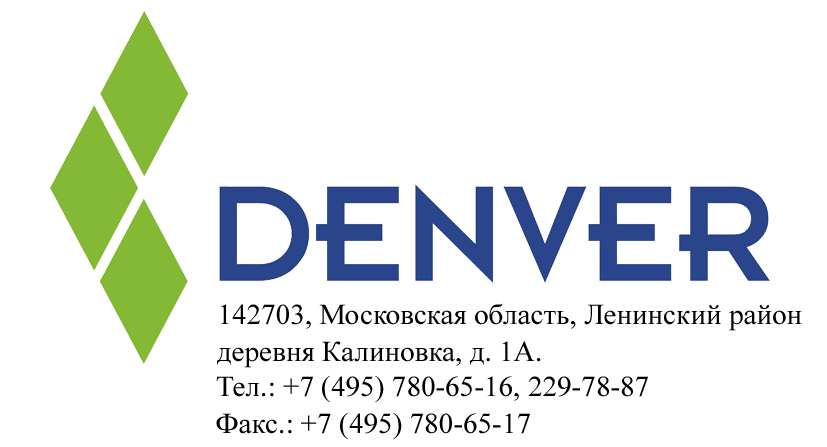 DENVER
142703, Московская область, Ленинский район
деревня Калиновка, д. 1А.
Тел.: +7 (495) 780-65-16, 229-78-87
Факс.: +7 (495) 780-65-17